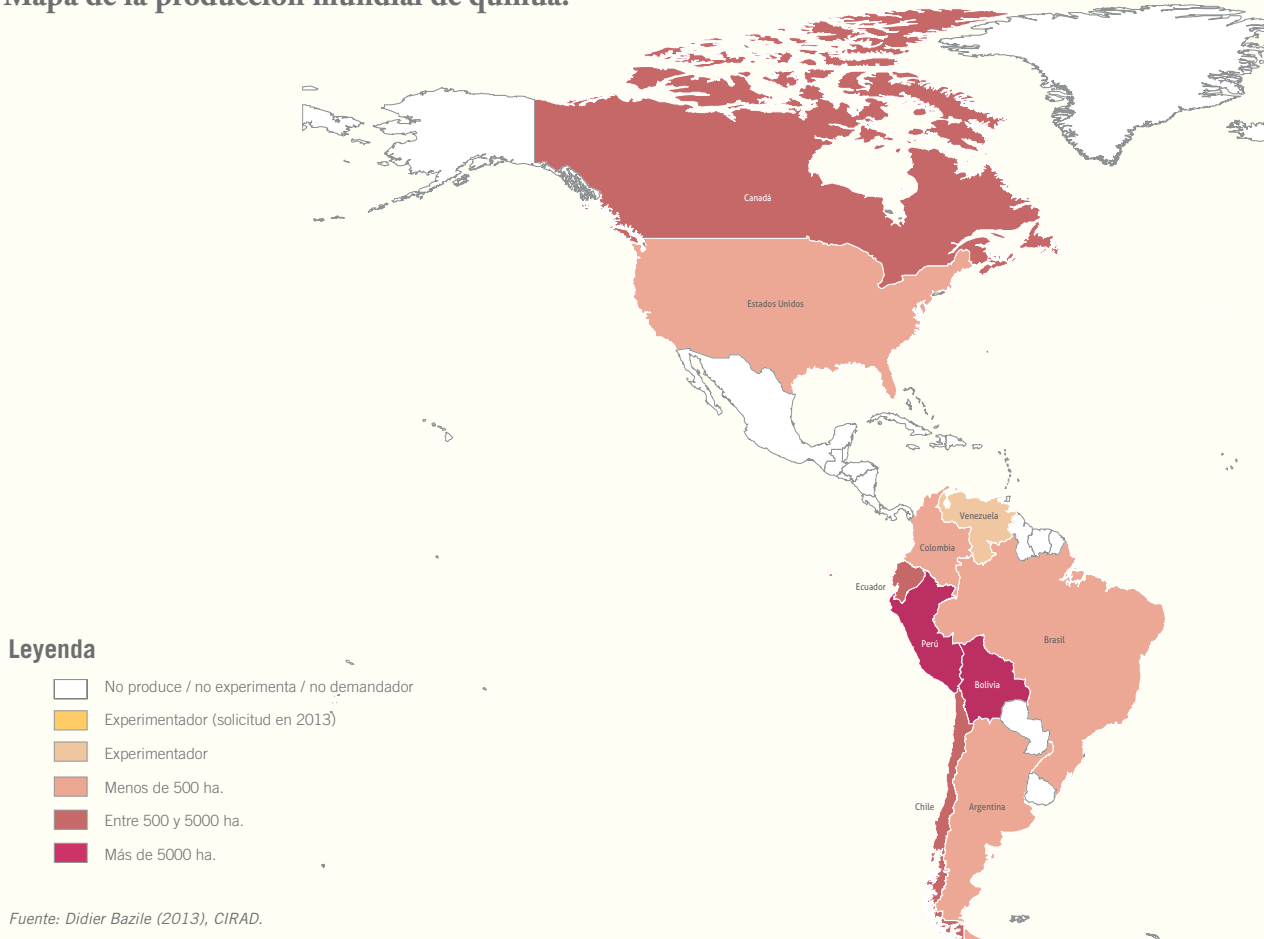 Mapa de la producción mundial de quinua.
Canadá
Estados Unidos
Venezuela
Colombia
Ecuador
Brasil
Perú
Bolivia
Chile
Argentina
Leyenda
No produce / no experimenta / no demandador
Experimentador (solicitud en 2013)
Experimentador
Menos de 500 ha.
Entre 500 y 5000 ha.
Más de 5000 ha.
Fuente: Didier Bazile (2013), CIRAD.